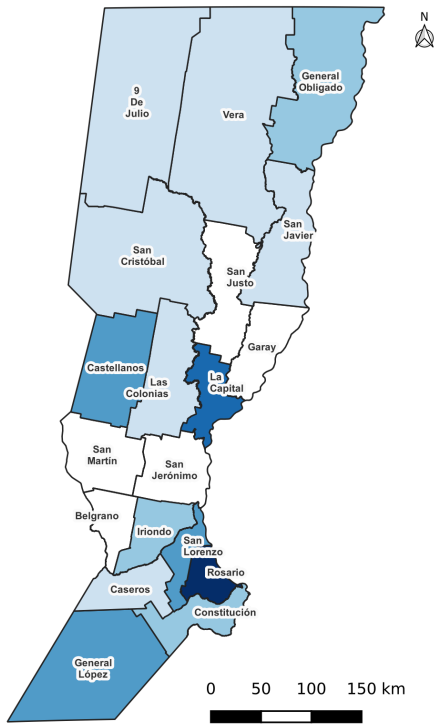 N
General
Obligado
9
De
Julio
Vera
San
Javier
San
Cristóbal
San
Justo
Garay
Castellanos
La
Capital
Las
Colonias
San
Martín
San
Jerónimo
Belgrano
Iriondo
San
Lorenzo
Rosario
Caseros
Constitución
General
López
0 50 100 150 km